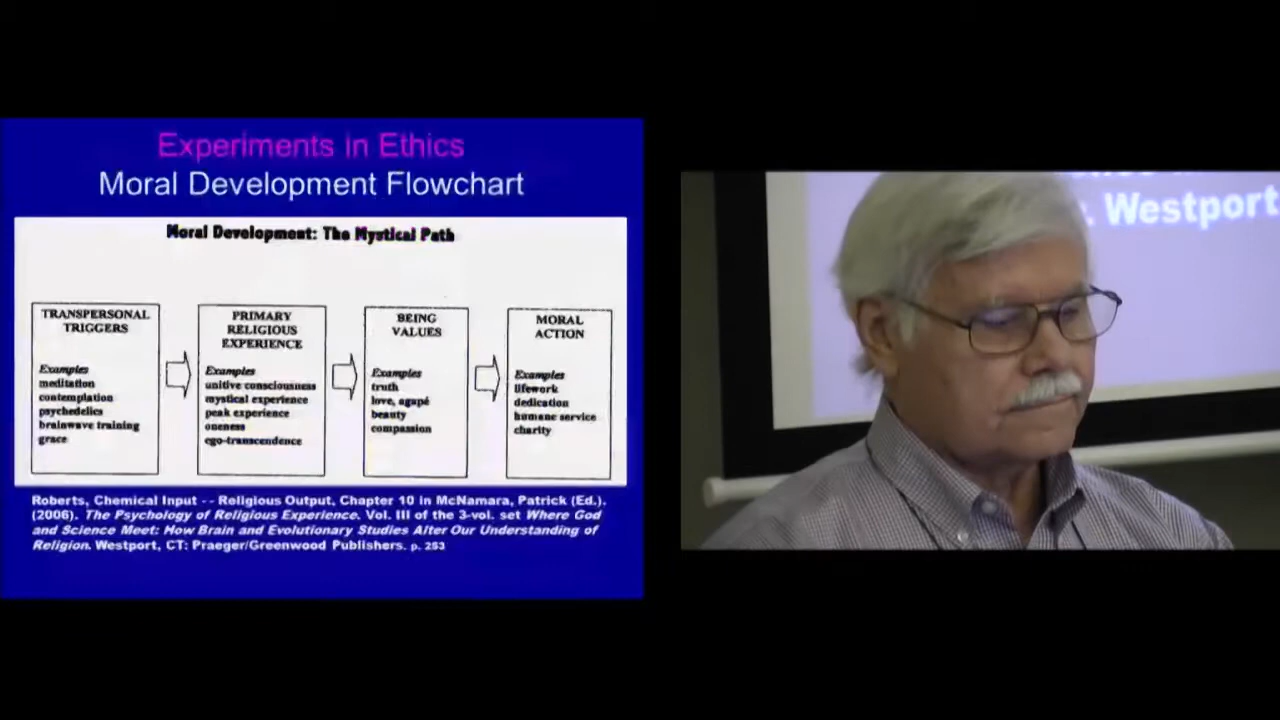 Experiments in Ethics
Moral Development Flowchart
Moral Development: The Mystical Path
TRANSPERSONAL
TRIGGERS
Examples
meditation
contemplation
psychedelics
brainwave training
grace
PRIMARY
RELIGIOUS
EXPERIENCE
Examples
unitive consciousness
mystical experience
peak experience
oneness
ego-transcendence
BEING
VALUES
Examples
truth
love, agapé
beauty
compassion
MORAL
ACTION
Examples
lifework
dedication
humane service
charity
Roberts, Chemical Input - - Religious Output, Chapter 10 in McNamara, Patrick (Ed.).
(2006). The Psychology of Religious Experience. Vol. III of the 3-vol. set Where God
and Science Meet: How Brain and Evolutionary Studies Alter Our Understanding of
Religion. Westport, CT: Praeger/Greenwood Publishers. p. 253
. Westport